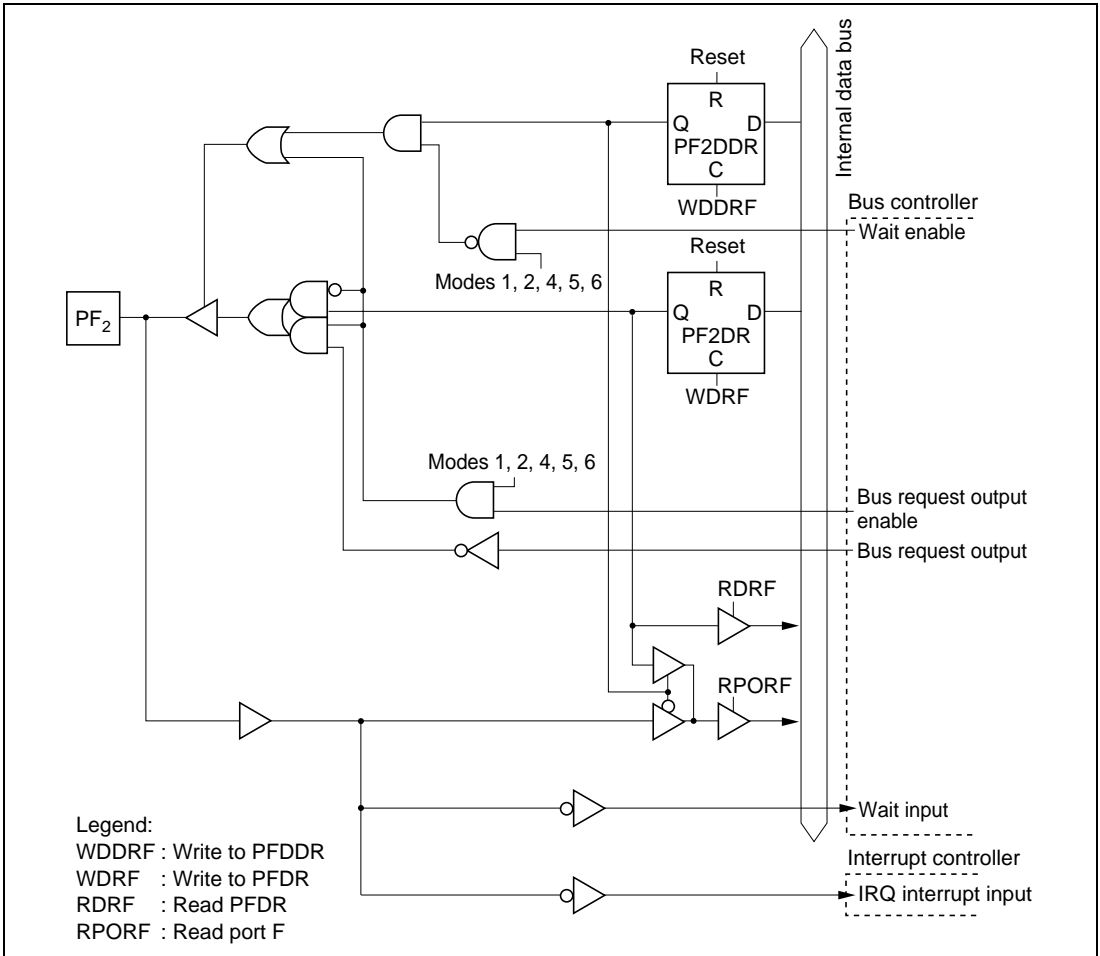 Reset
R
Q D
PF2DDR
C
WDDRF
Internal data bus
Bus controller
Wait enable
Modes 1, 2, 4, 5, 6
Reset
R
Q D
PF2DR
C
WDRF
PF2
Modes 1, 2, 4, 5, 6
Bus request output
enable
Bus request output
RDRF
RPORF
Wait input
Interrupt controller
IRQ interrupt input
Legend:
WDDRF : Write to PFDDR
WDRF : Write to PFDR
RDRF : Read PFDR
RPORF : Read port F